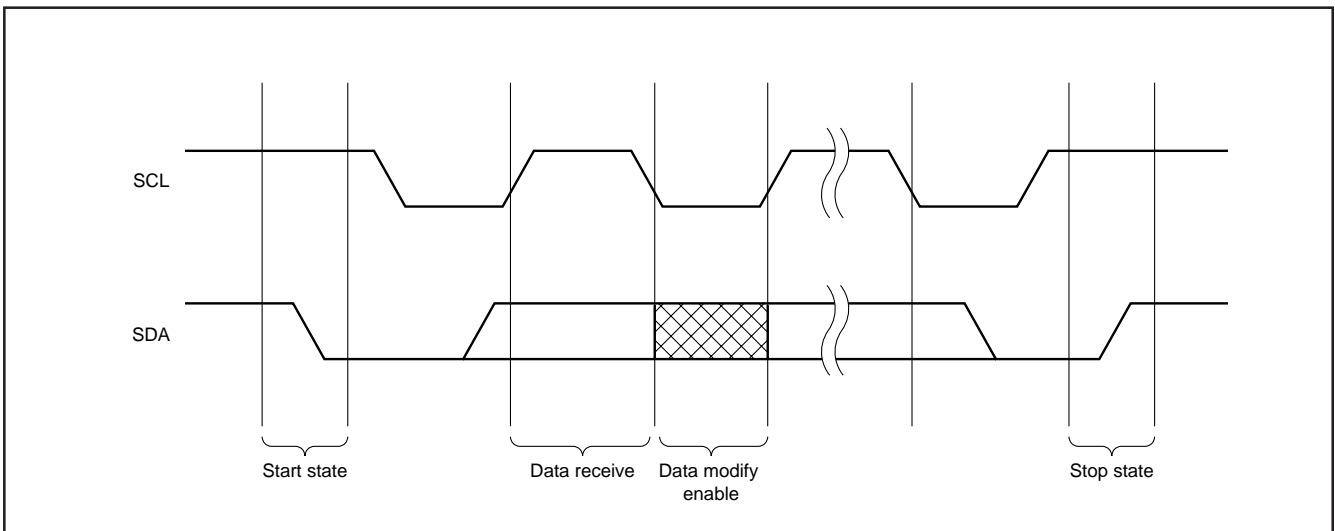 SCL
SDA
Start state
Data receive
Data modify
enable
Stop state